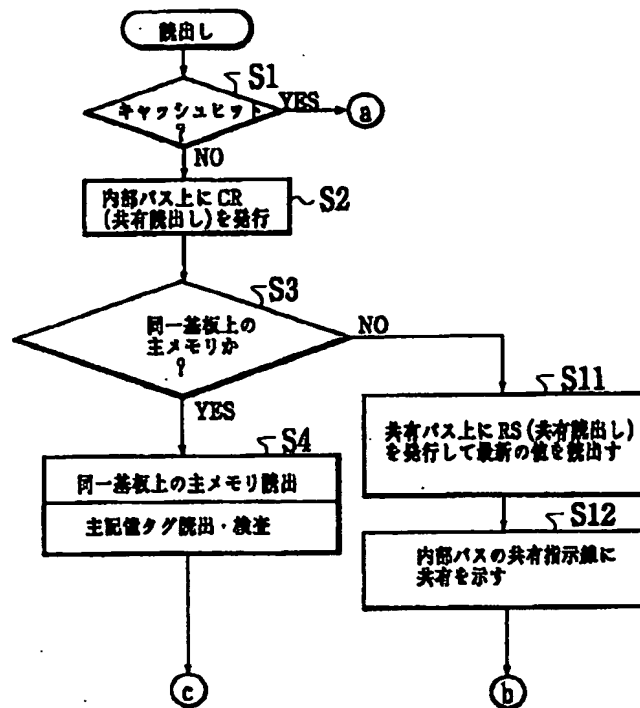 読出し
S1
キャッシュヒット
?
YES
a
NO
内部バス上に CR
(共有読出し)を発行
S2
S3
同一基板上の
主メモリか
?
NO
YES
S11
共有バス上に RS (共有読出し)
を発行して最新の値を読出す
S4
同一基板上の主メモリ読出
主記憶タグ読出・検査
S12
内部バスの共有指示線に
共有を示す
c
b